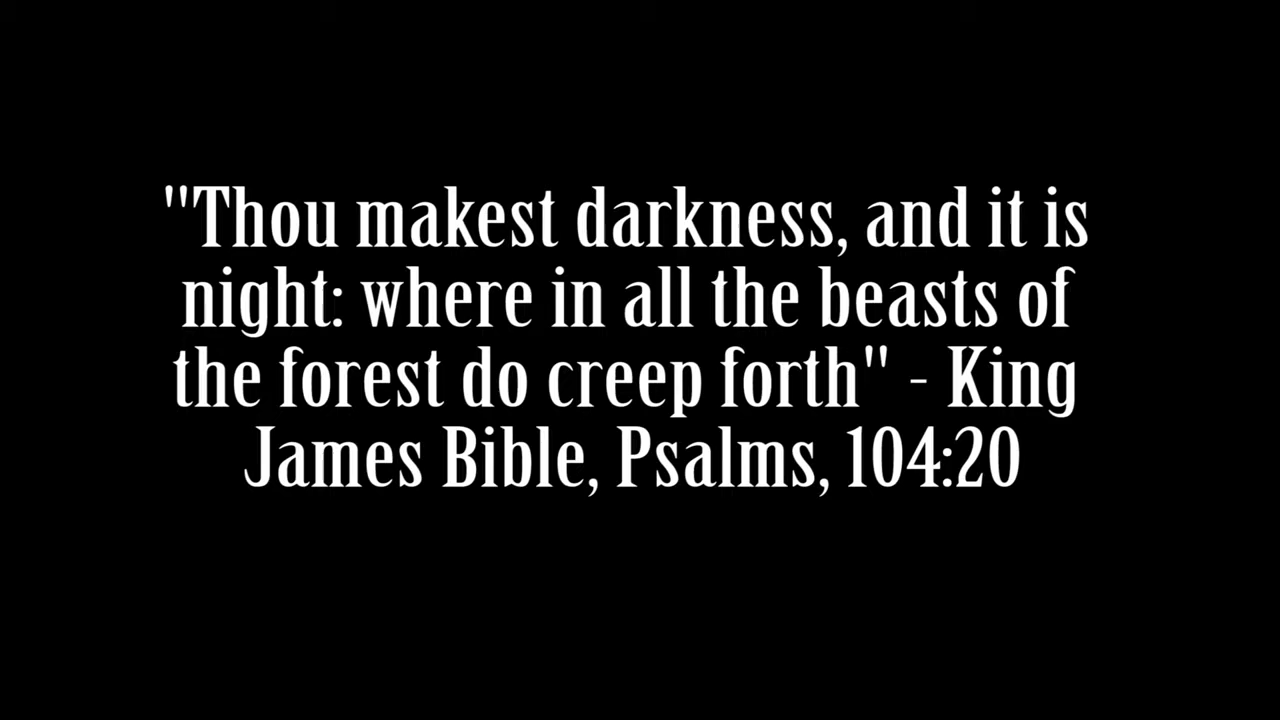 "Thou makest darkness, and it is
night: where in all the beasts of
the forest do creep forth" - King
James Bible, Psalms, 104:20